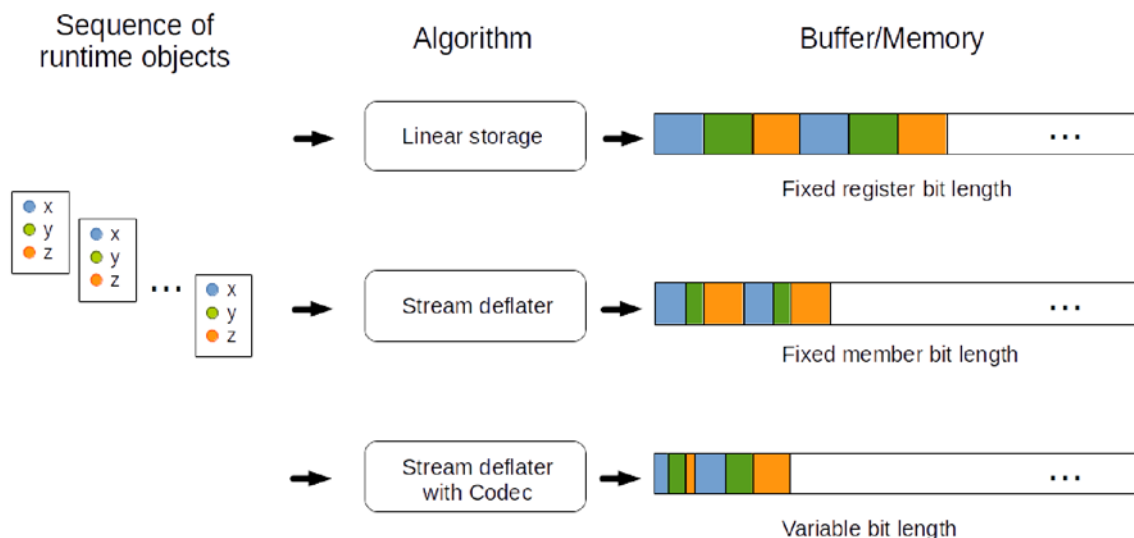 Sequence of
runtime objects
Algorithm
Buffer/Memory
Linear storage
...
Fixed register bit length
x
y
z
x
y
z
...
x
y
z
Stream deflater
...
Fixed member bit length
Stream deflater
with Codec
...
Variable bit length